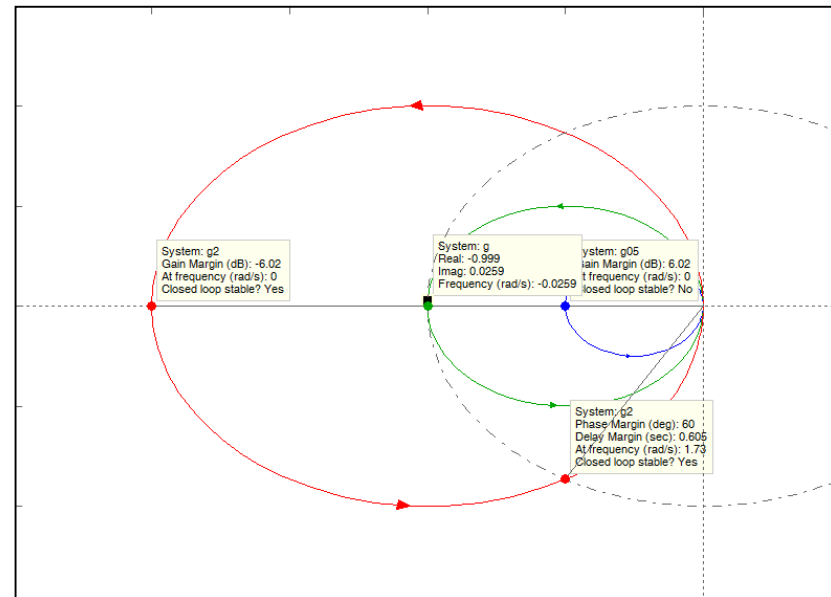 System: g
Real: -0.999
Imag: 0.0259
Frequency (rad/s): -0.0259
System: g2
Gain Margin (dB): -6.02
At frequency (rad/s): 0
Closed loop stable? Yes
System: g05
Gain Margin (dB): 6.02
At frequency (rad/s): 0
Closed loop stable? No
System: g2
Phase Margin (deg): 60
Delay Margin (sec): 0.605
At frequency (rad/s): 1.73
Closed loop stable? Yes